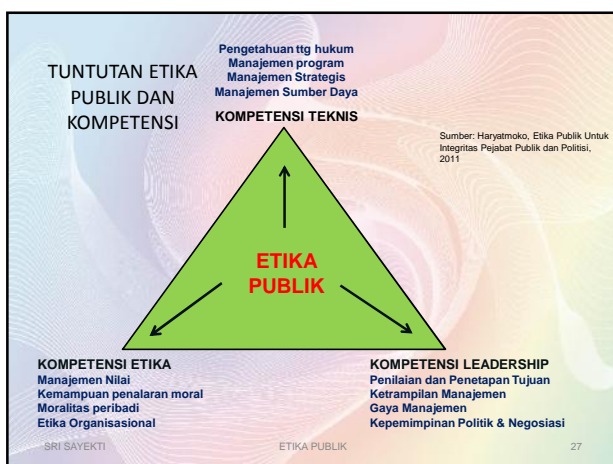 TUNTUTAN ETIKA
PUBLIK DAN
KOMPETENSI
Pengetahuan ttg hukum
Manajemen program
Manajemen Strategis
Manajemen Sumber Daya
KOMPETENSI TEKNIS
Sumber: Haryatmoko, Etika Publik Untuk
Integritas Pejabat Publik dan Politisi,
2011
ETIKA
PUBLIK
KOMPETENSI ETIKA
Manajemen Nilai
Kemampuan penalaran moral
Moralitas peribadi
Etika Organisasional
KOMPETENSI LEADERSHIP
Penilaian dan Penetapan Tujuan
Ketrampilan Manajemen
Gaya Manajemen
Kepemimpinan Politik & Negosiasi
SRI SAYEKTI
ETIKA PUBLIK
27